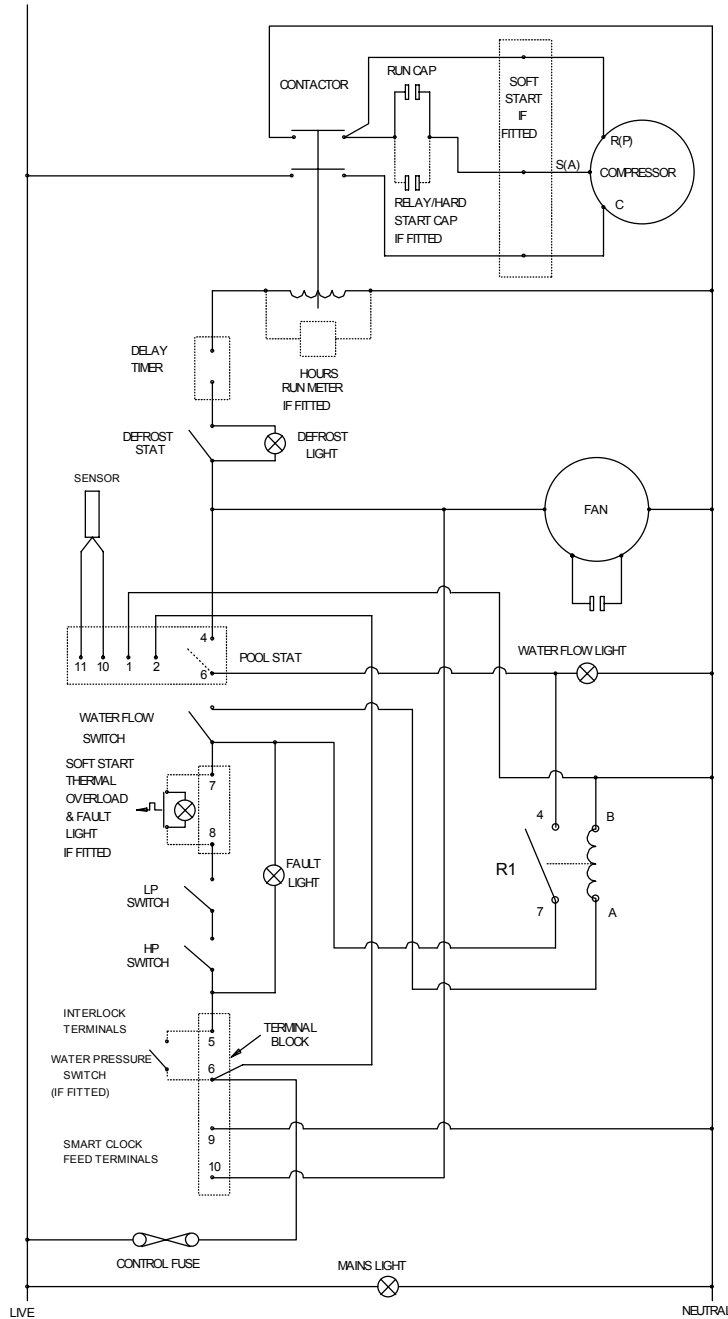 CONTACTOR
RUN CAP
SOFT
START
IF
FITTED
R(P)
S(A)
COMPRESSOR
C
RELAY/HARD
START CAP
IF FITTED
DELAY
TIMER
HOURS
RUN METER
IF FITTED
DEFROST
STAT
DEFROST
LIGHT
SENSOR
FAN
4
11
10
1
2
6
POOL STAT
WATER FLOW LIGHT
WATER FLOW
SWITCH
SOFT START
THERMAL
OVERLOAD
& FAULT
LIGHT
IF FITTED
7
8
FAULT
LIGHT
4
B
R1
7
A
LP
SWITCH
HP
SWITCH
INTERLOCK
TERMINALS
5
TERMINAL
BLOCK
WATER PRESSURE
SWITCH
(IF FITTED)
6
9
SMART CLOCK
FEED TERMINALS
10
CONTROL FUSE
MAINS LIGHT
LIVE
NEUTRAL